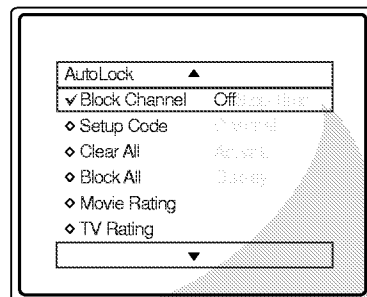 AutoLock ▲
✔ Block Channel Off
◆ Setup Code
◆ Clear All
◆ Block All
◆ Movie Rating
◆ TV Rating
▼